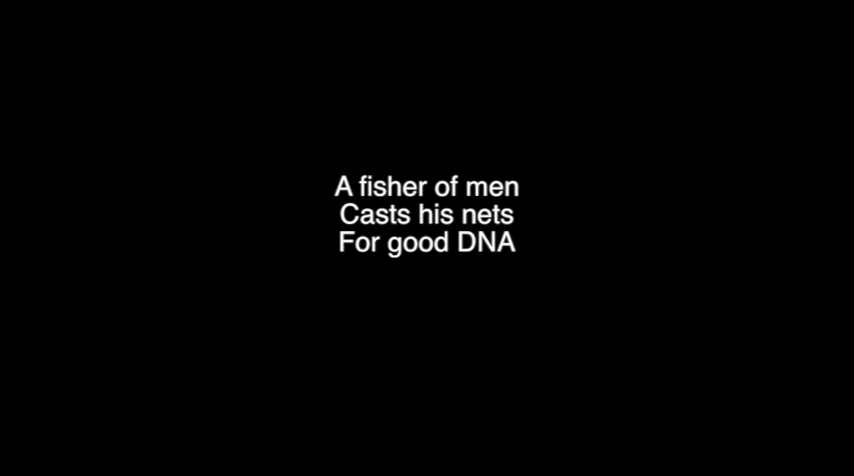 A fisher of men
Casts his nets
For good DNA